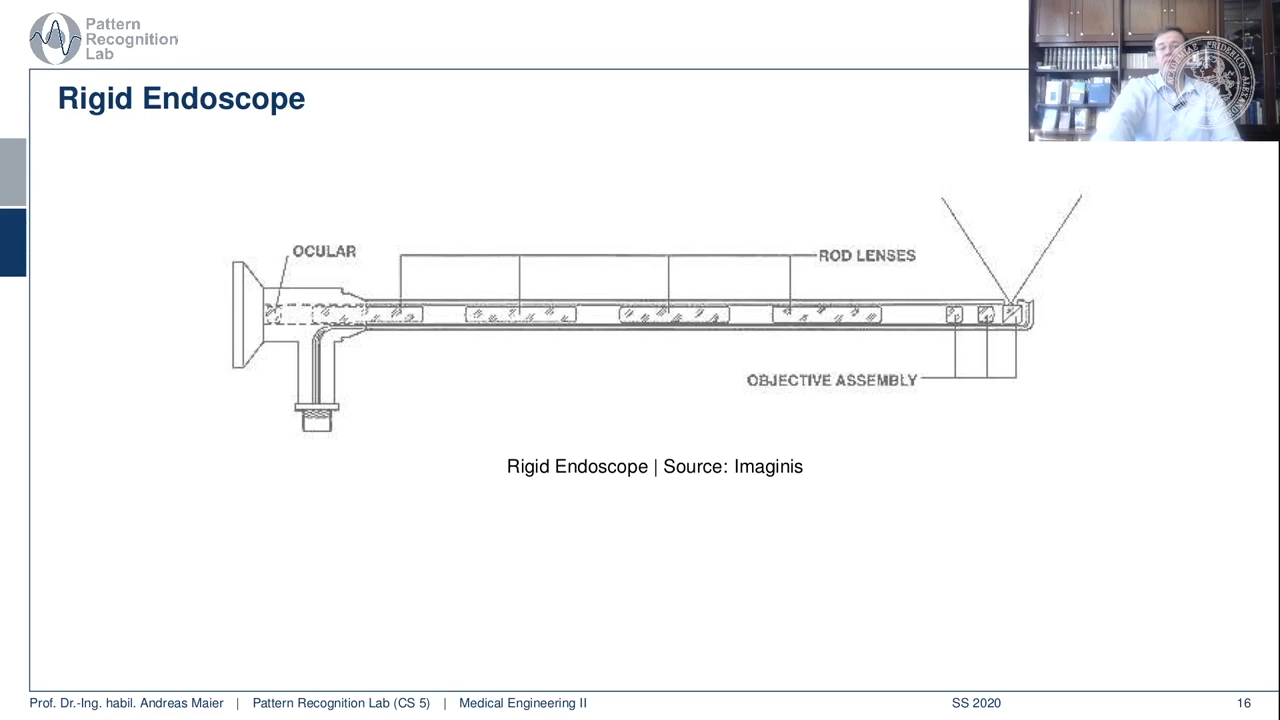 Pattern
Recognition
Lab
Rigid Endoscope
OCULAR
ROD LENSES
OBJECTIVE ASSEMBLY
Rigid Endoscope | Source: Imaginis
Prof. Dr.-Ing. habil. Andreas Maier | Pattern Recognition Lab (CS 5) | Medical Engineering II SS 2020 16